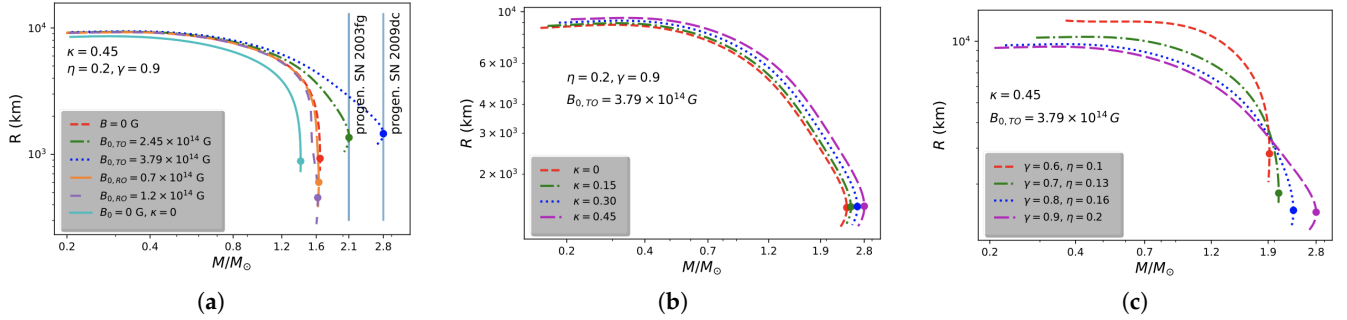 10⁴
10³
R (km)
κ = 0.45
η = 0.2, γ = 0.9
B = 0 G
B₀,TO = 2.45 × 10¹⁴ G
B₀,TO = 3.79 × 10¹⁴ G
B₀,RO = 0.7 × 10¹⁴ G
B₀,RO = 1.2 × 10¹⁴ G
B₀ = 0 G, κ = 0
progen. SN 2003fg
progen. SN 2009dc
0.2 0.4 0.8 1.2 1.6 2.1 2.8
M/M⊙
(a)
6 × 10³
4 × 10³
3 × 10³
2 × 10³
R (km)
η = 0.2, γ = 0.9
B₀,TO = 3.79 × 10¹⁴ G
κ = 0
κ = 0.15
κ = 0.30
κ = 0.45
0.2 0.4 0.7 1.2 1.9 2.8
M/M⊙
(b)
10⁴
R (km)
κ = 0.45
B₀,TO = 3.79 × 10¹⁴ G
γ = 0.6, η = 0.1
γ = 0.7, η = 0.13
γ = 0.8, η = 0.16
γ = 0.9, η = 0.2
0.2 0.4 0.7 1.2 1.9 2.8
M/M⊙
(c)